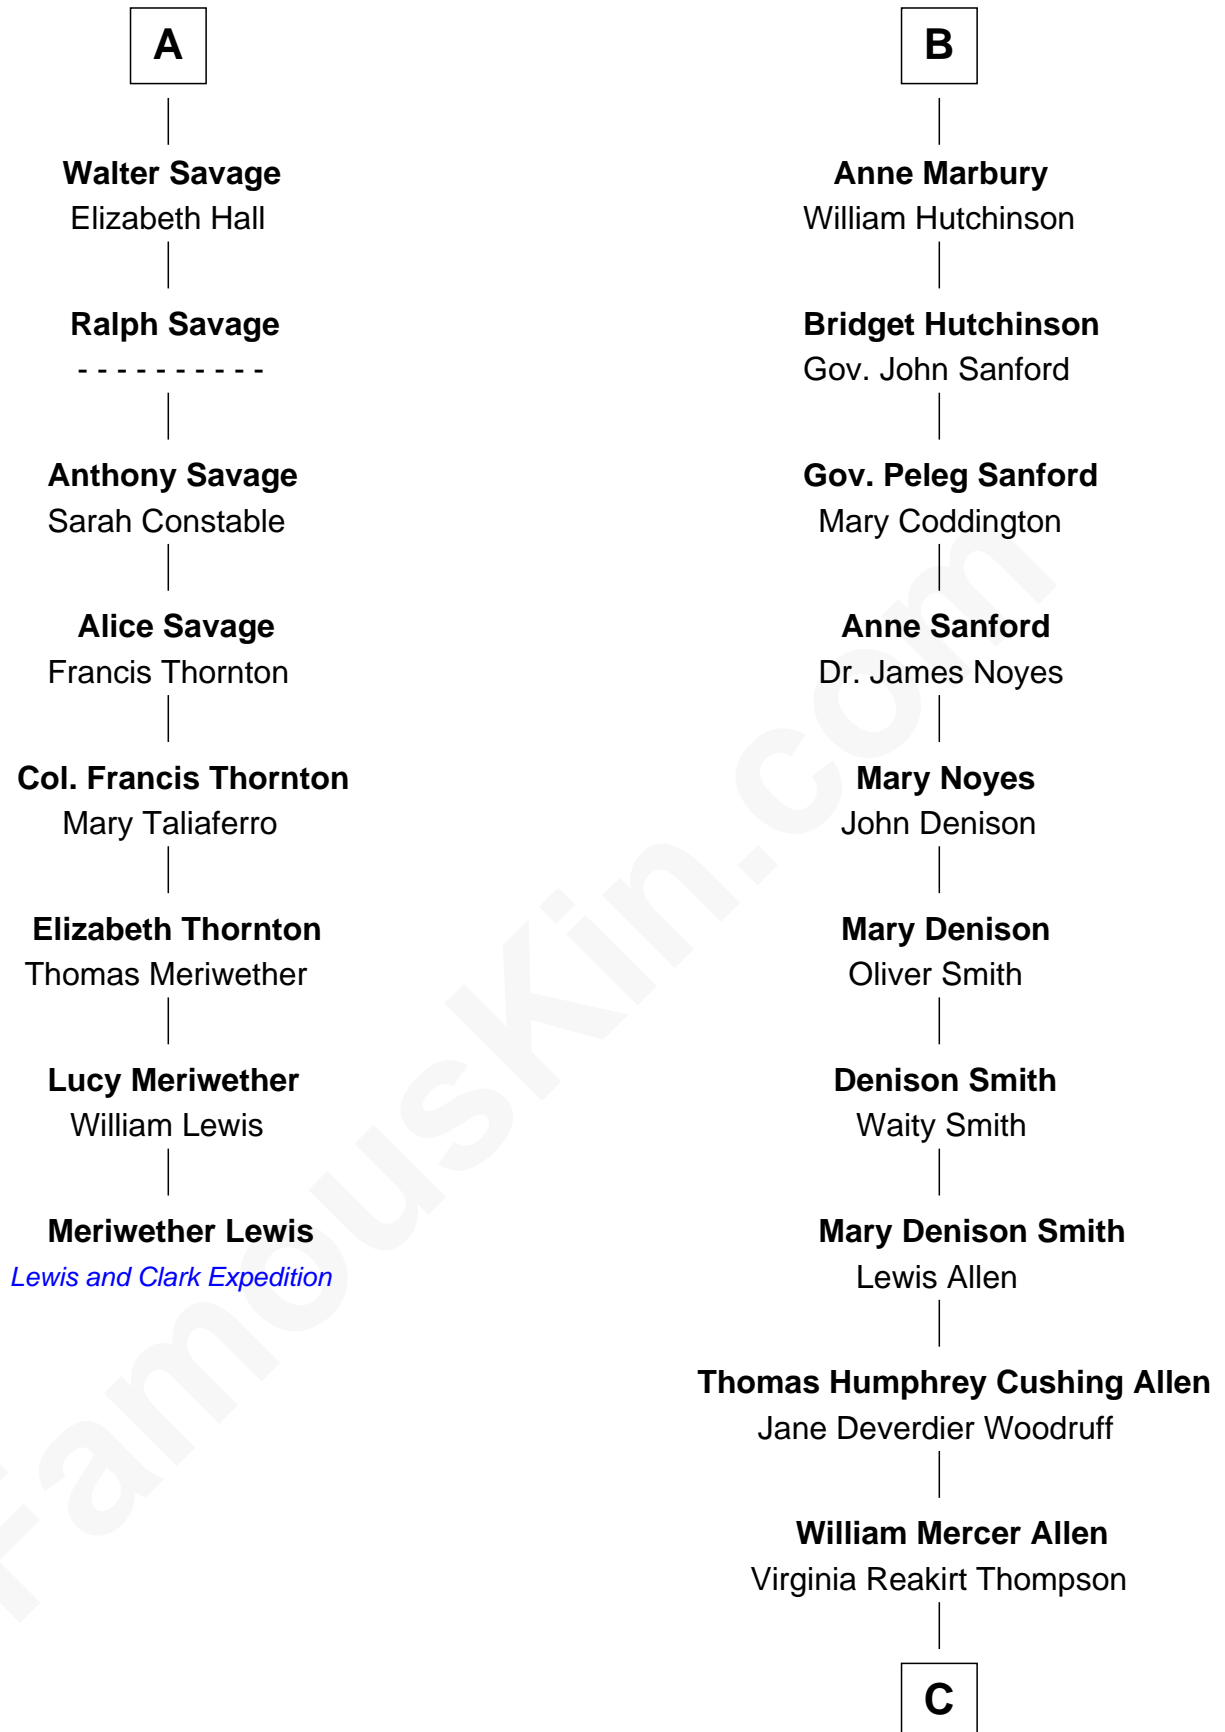 A
Walter Savage
Elizabeth Hall
Ralph Savage
- - - - - - - - - -
Anthony Savage
Sarah Constable
Alice Savage
Francis Thornton
Col. Francis Thornton
Mary Taliaferro
Elizabeth Thornton
Thomas Meriwether
Lucy Meriwether
William Lewis
Meriwether Lewis
Lewis and Clark Expedition
B
Anne Marbury
William Hutchinson
Bridget Hutchinson
Gov. John Sanford
Gov. Peleg Sanford
Mary Coddington
Anne Sanford
Dr. James Noyes
Mary Noyes
John Denison
Mary Denison
Oliver Smith
Denison Smith
Waity Smith
Mary Denison Smith
Lewis Allen
Thomas Humphrey Cushing Allen
Jane Deverdier Woodruff
William Mercer Allen
Virginia Reakirt Thompson
C
FamousKin.com